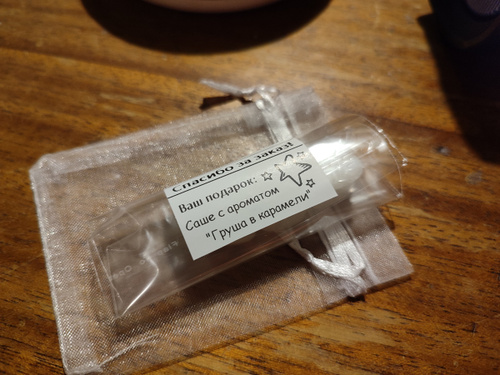 Спасибо за заказ!
Ваш подарок:
Саше с ароматом
"Груша в карамели"